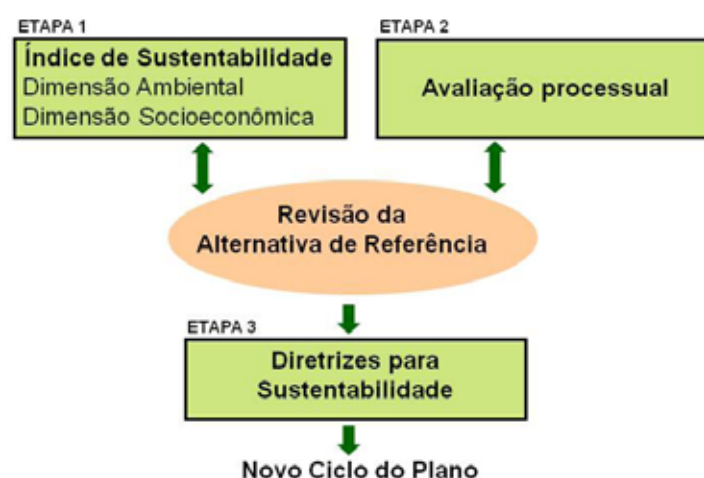 ETAPA 1
Índice de Sustentabilidade
Dimensão Ambiental
Dimensão Socioeconômica
ETAPA 2
Avaliação processual
Revisão da
Alternativa de Referência
ETAPA 3
Diretrizes para
Sustentabilidade
Novo Ciclo do Plano